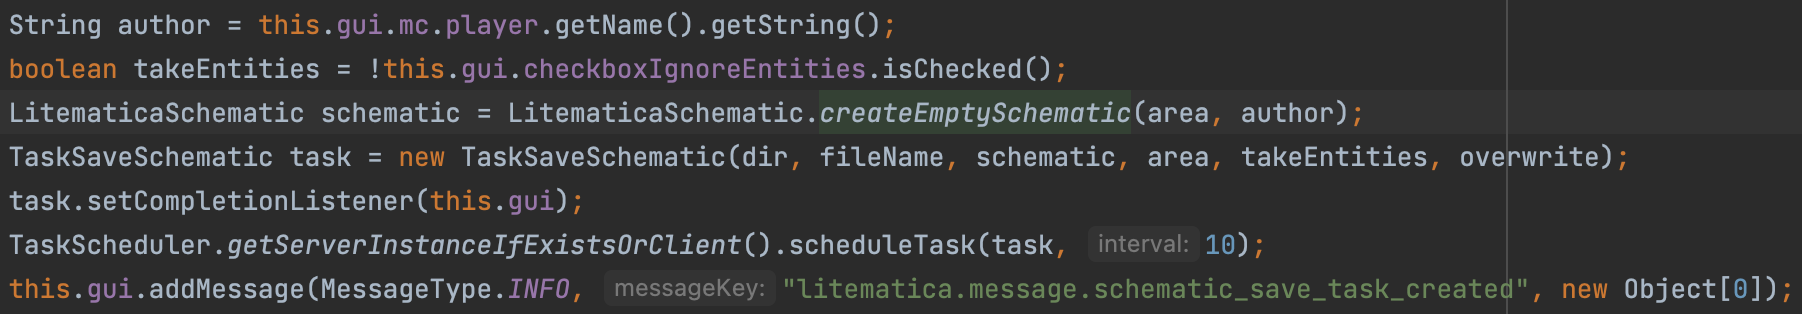 String author = this.gui.mc.player.getName().getString();
boolean takeEntities = !this.gui.checkboxIgnoreEntities.isChecked();
LitematicaSchematic schematic = LitematicaSchematic.createEmptySchematic(area, author);
TaskSaveSchematic task = new TaskSaveSchematic(dir, fileName, schematic, area, takeEntities, overwrite);
task.setCompletionListener(this.gui);
TaskScheduler.getServerInstanceIfExistsOrClient().scheduleTask(task, interval: 10);
this.gui.addMessage(MessageType.INFO, messageKey: "litematica.message.schematic_save_task_created", new Object[0]);